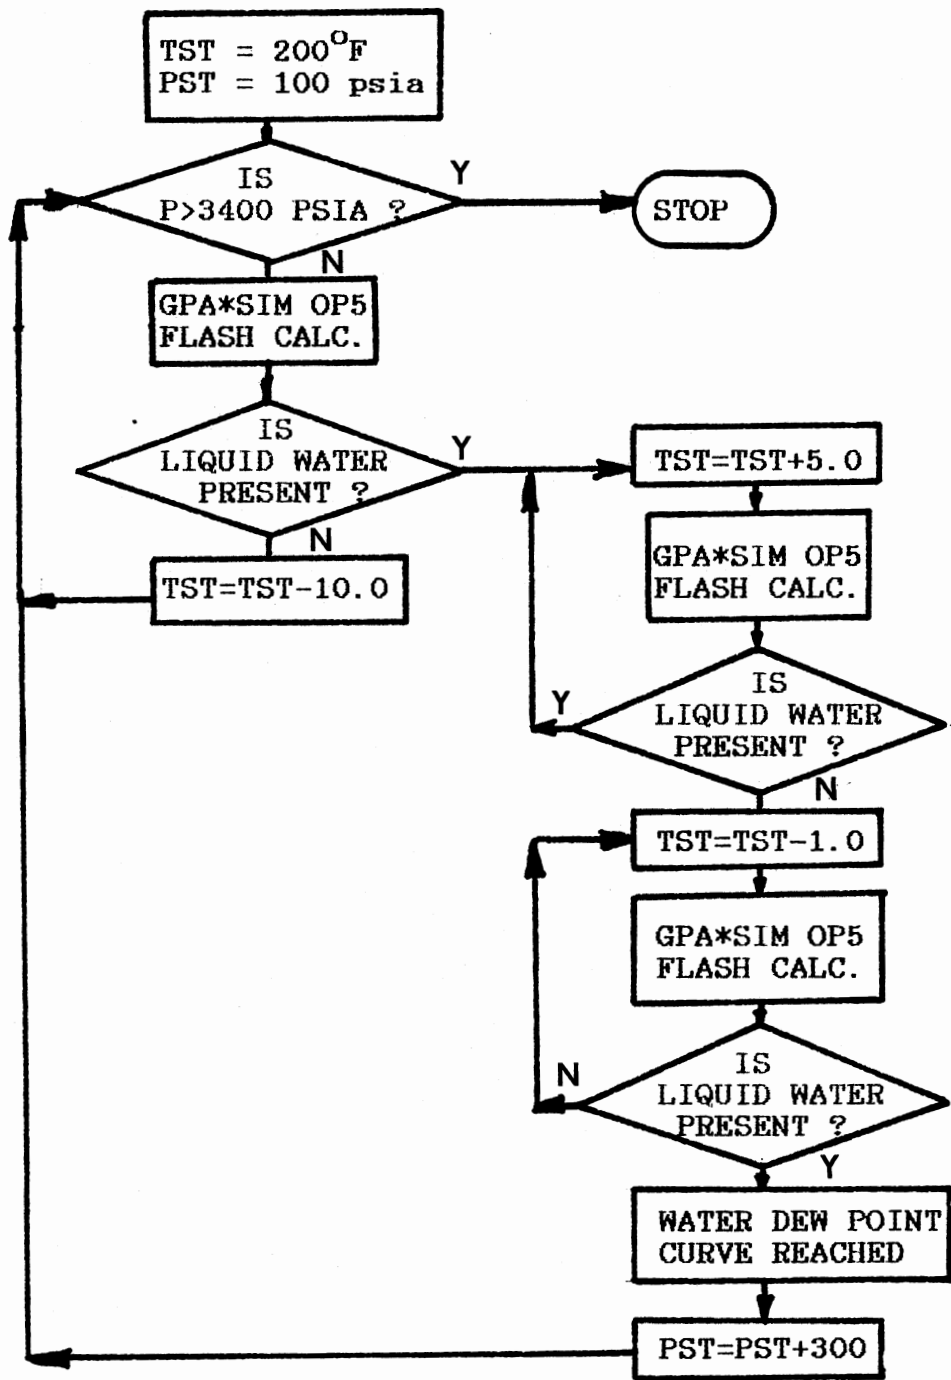 TST = 200°F
PST = 100 psia
IS
P>3400 PSIA ?
Y
STOP
N
GPA*SIM OP5
FLASH CALC.
IS
LIQUID WATER
PRESENT ?
Y
N
TST=TST-10.0
TST=TST+5.0
GPA*SIM OP5
FLASH CALC.
IS
LIQUID WATER
PRESENT ?
Y
N
TST=TST-1.0
GPA*SIM OP5
FLASH CALC.
IS
LIQUID WATER
PRESENT ?
N
Y
WATER DEW POINT
CURVE REACHED
PST=PST+300